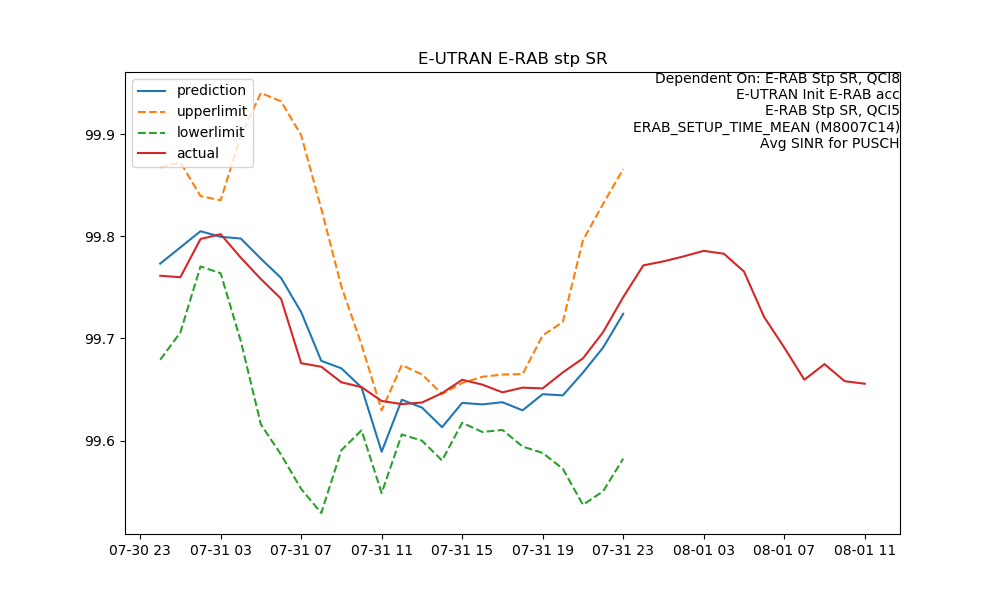 E-UTRAN E-RAB stp SR
Dependent On: E-RAB Stp SR, QCI8
E-UTRAN Init E-RAB acc
E-RAB Stp SR, QCI5
ERAB_SETUP_TIME_MEAN (M8007C14)
Avg SINR for PUSCH
prediction
upperlimit
lowerlimit
actual
99.9
99.8
99.7
99.6
07-30 23 07-31 03 07-31 07 07-31 11 07-31 15 07-31 19 07-31 23 08-01 03 08-01 07 08-01 11